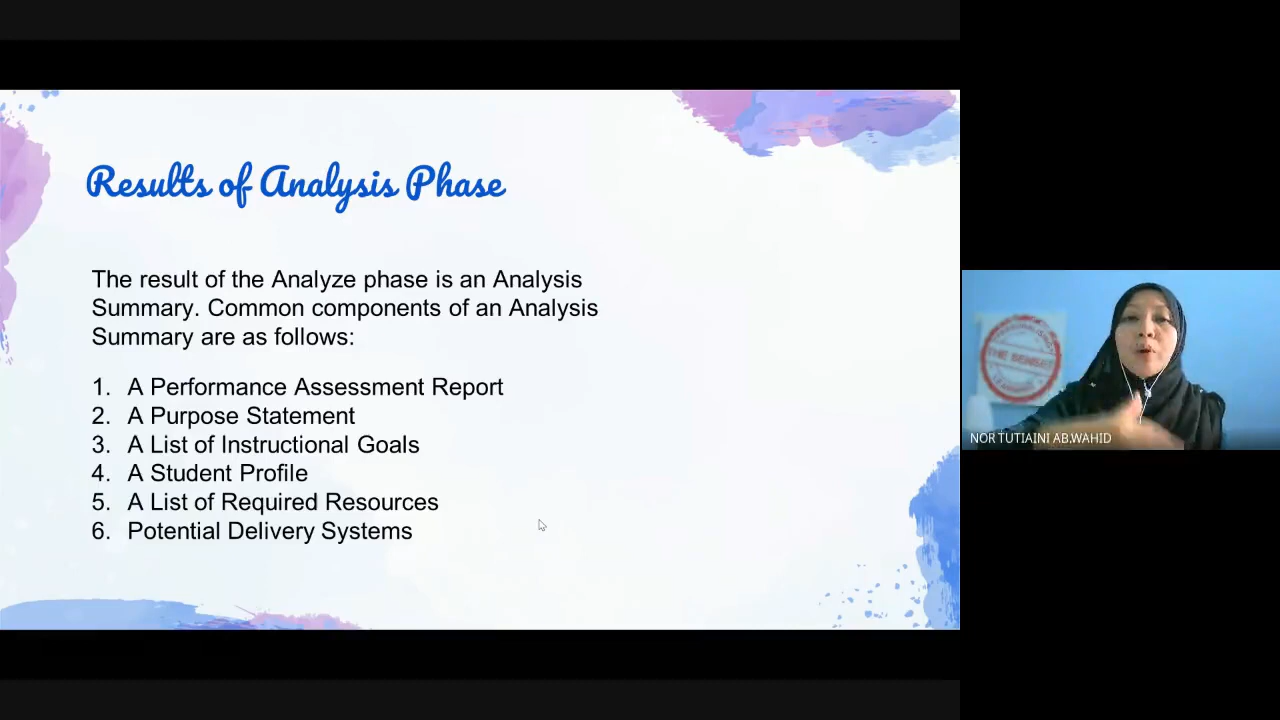 Results of Analysis Phase
The result of the Analyze phase is an Analysis
Summary. Common components of an Analysis
Summary are as follows:
1. A Performance Assessment Report
2. A Purpose Statement
3. A List of Instructional Goals
4. A Student Profile
5. A List of Required Resources
6. Potential Delivery Systems
THE SENSEI
NOR TUTIAINI AB.WAHID